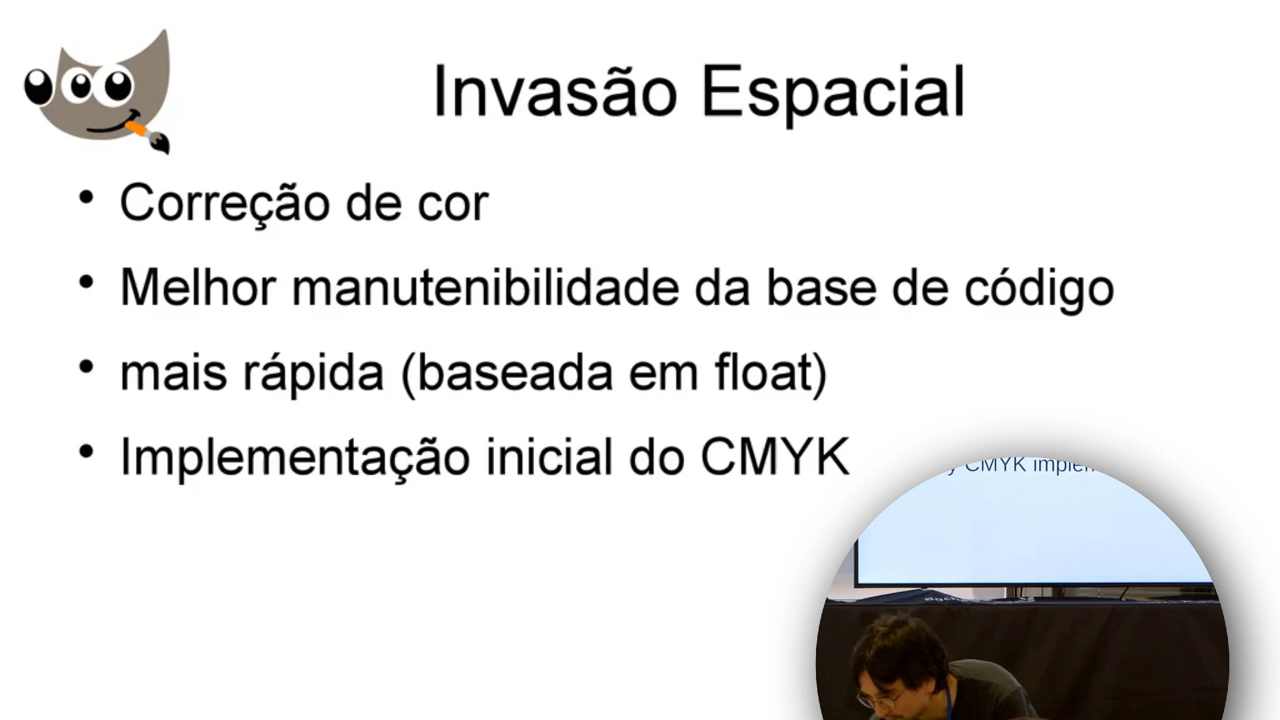 Invasão Espacial
• Correção de cor
• Melhor manutenibilidade da base de código
• mais rápida (baseada em float)
• Implementação inicial do CMYK
CMYK